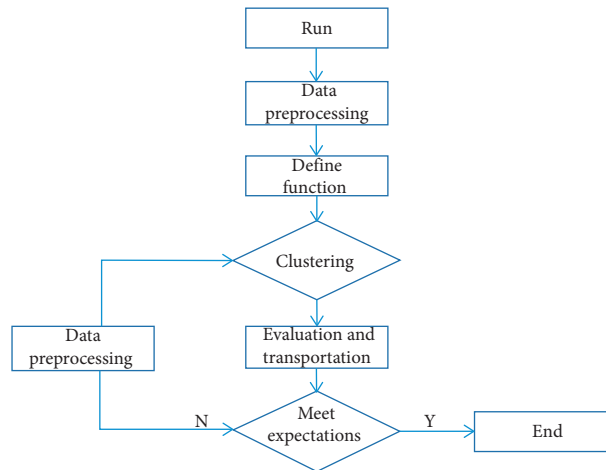 Run
Data
preprocessing
Define
function
Clustering
Data
preprocessing
Evaluation and
transportation
N
Meet
expectations
Y
End